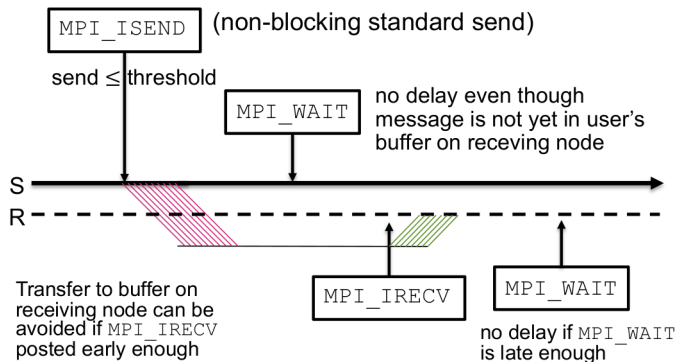 MPI_ISEND
(non-blocking standard send)
send ≤ threshold
MPI_WAIT
no delay even though
message is not yet in user's
buffer on receving node
S
R
MPI_IRECV
MPI_WAIT
Transfer to buffer on
receiving node can be
avoided if MPI_IRECV
posted early enough
no delay if MPI_WAIT
is late enough